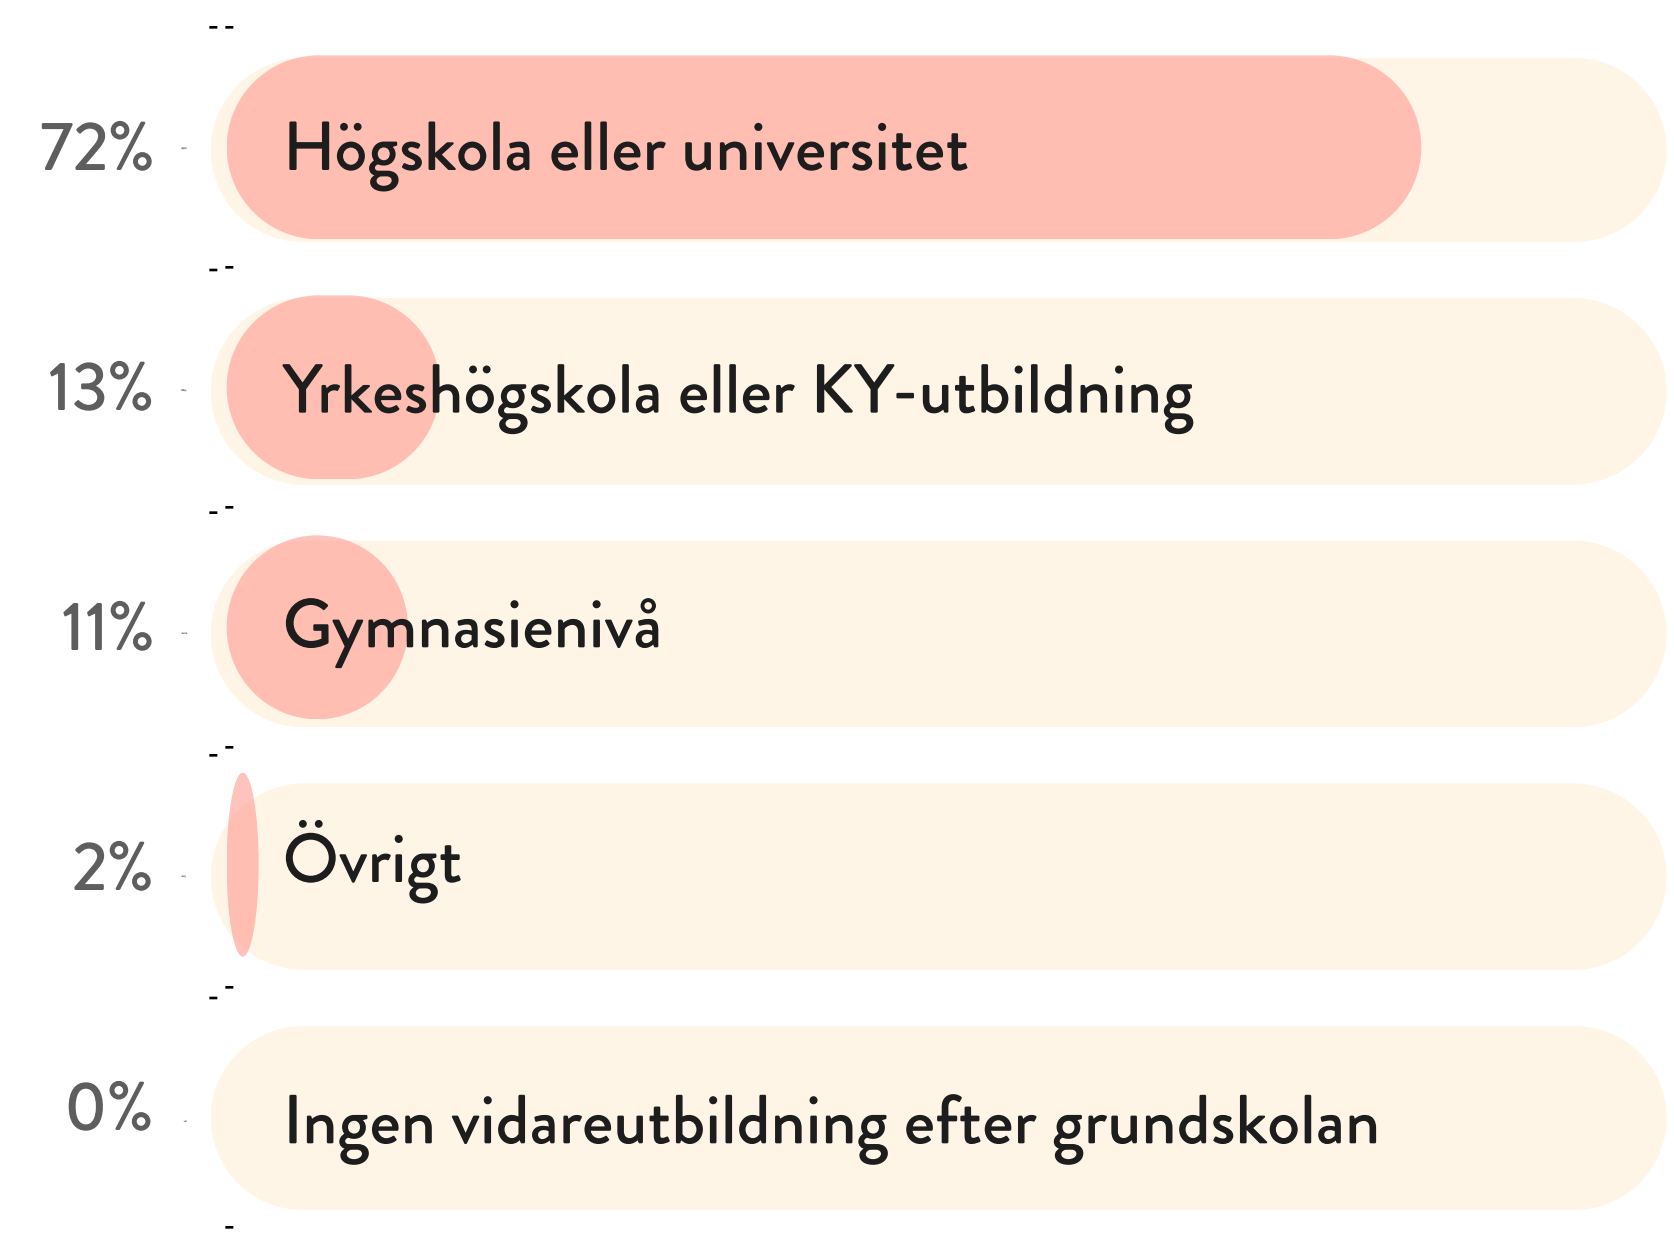 72% Högskola eller universitet
13% Yrkeshögskola eller KY-utbildning
11% Gymnasienivå
2% Övrigt
0% Ingen vidareutbildning efter grundskolan